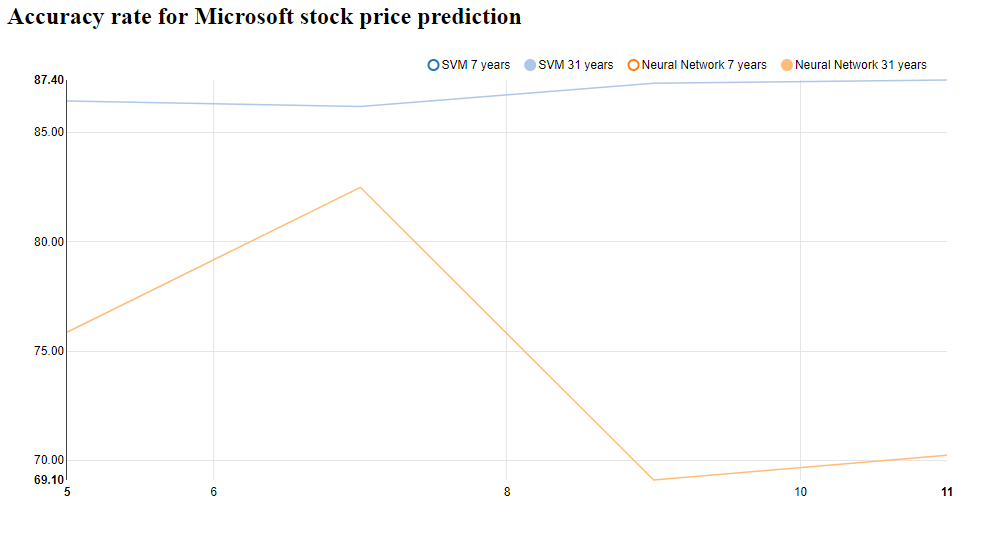 Accuracy rate for Microsoft stock price prediction
SVM 7 years SVM 31 years Neural Network 7 years Neural Network 31 years
87.40
85.00
80.00
75.00
70.00
69.10
5 6 8 10 11